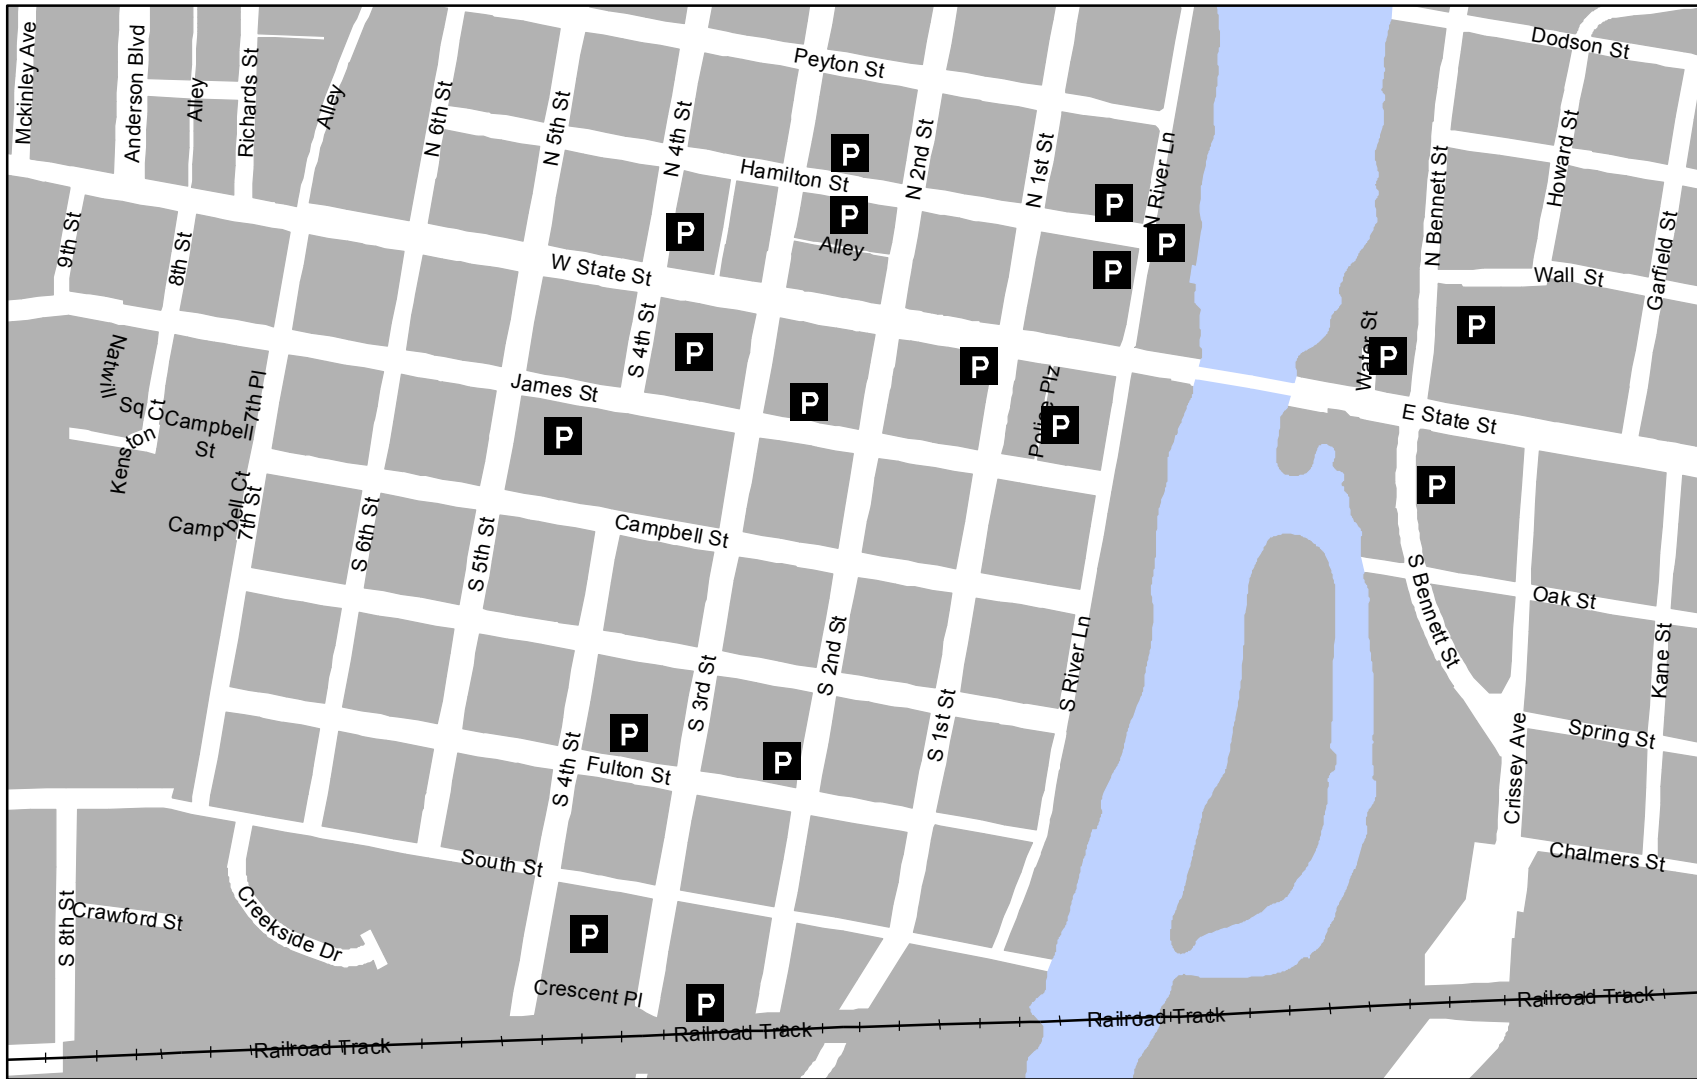 Mckinley Ave
Anderson Blvd
Alley
Richards St
Alley
N 6th St
N 5th St
N 4th St
Peyton St
N 2nd St
N 1st St
N River Ln
Dodson St
Howard St
N Bennett St
Garfield St
Hamilton St
P
P
P
P
P
P
Alley
9th St
8th St
W State St
Wall St
S 4th St
P
P
P
P
Water St
P
P
Police Plz
P
Natwill
Sq
Kenston Ct
Campbell
St
7th Pl
James St
P
E State St
P
Campbell Ct
7th St
S 6th St
S 5th St
Campbell St
S Bennett St
Oak St
Kane St
S 3rd St
S 2nd St
S 1st St
S River Ln
P
P
S 4th St
Fulton St
Crissey Ave
Spring St
Chalmers St
South St
S 8th St
Crawford St
Creekside Dr
P
Crescent Pl
P
Railroad Track
Railroad Track
Railroad Track
Railroad Track